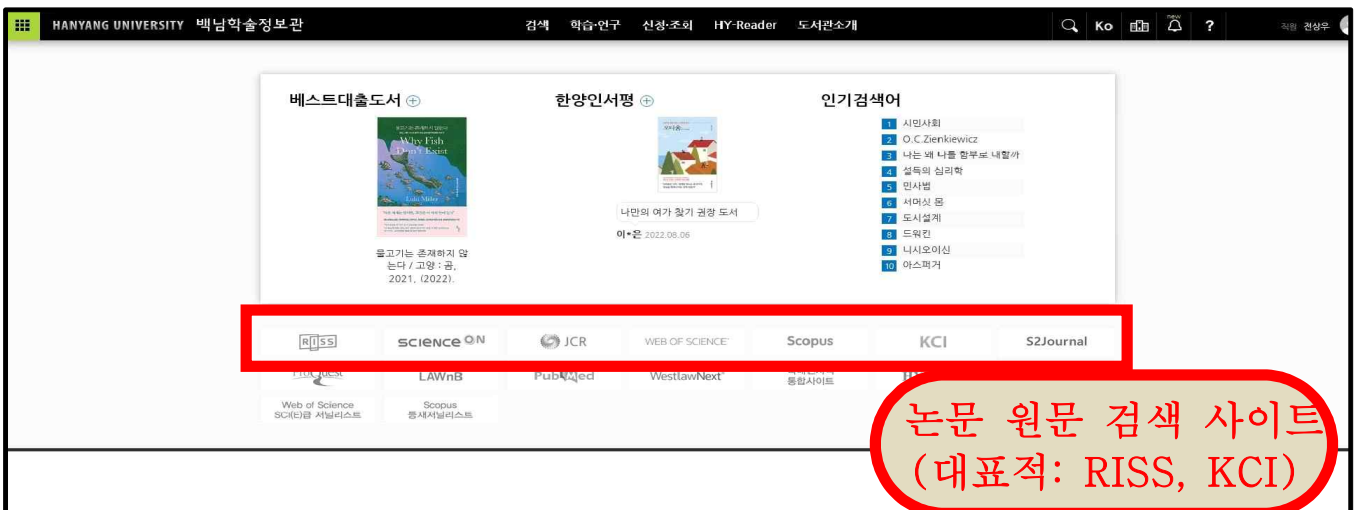 HANYANG UNIVERSITY 백남학술정보관 검색 학습·연구 신청·조회 HY-Reader 도서관소개 Ko new ? 직원 전상우
베스트대출도서
Why Fish
Don't Exist
Lulu Miller
물고기는 존재하지 않
는다 / 고양 : 곰,
2021, (2022).
한양인서평
나만의 여가 찾기 권장 도서
이*은 2022.08.06
인기검색어
1 시민사회
2 O.C.Zienkiewicz
3 나는 왜 나를 함부로 대할까
4 설득의 심리학
5 민사법
6 서머싯 몸
7 도시설계
8 드워킨
9 니시오이신
10 아스퍼거
RISS SCIENCE ON JCR WEB OF SCIENCE Scopus KCI S2Journal
ProQuest LAWnB PubMed WestlawNext
통합사이트
Web of Science
SCI(E)급 저널리스트
Scopus
등재저널리스트
논문 원문 검색 사이트
(대표적: RISS, KCI)